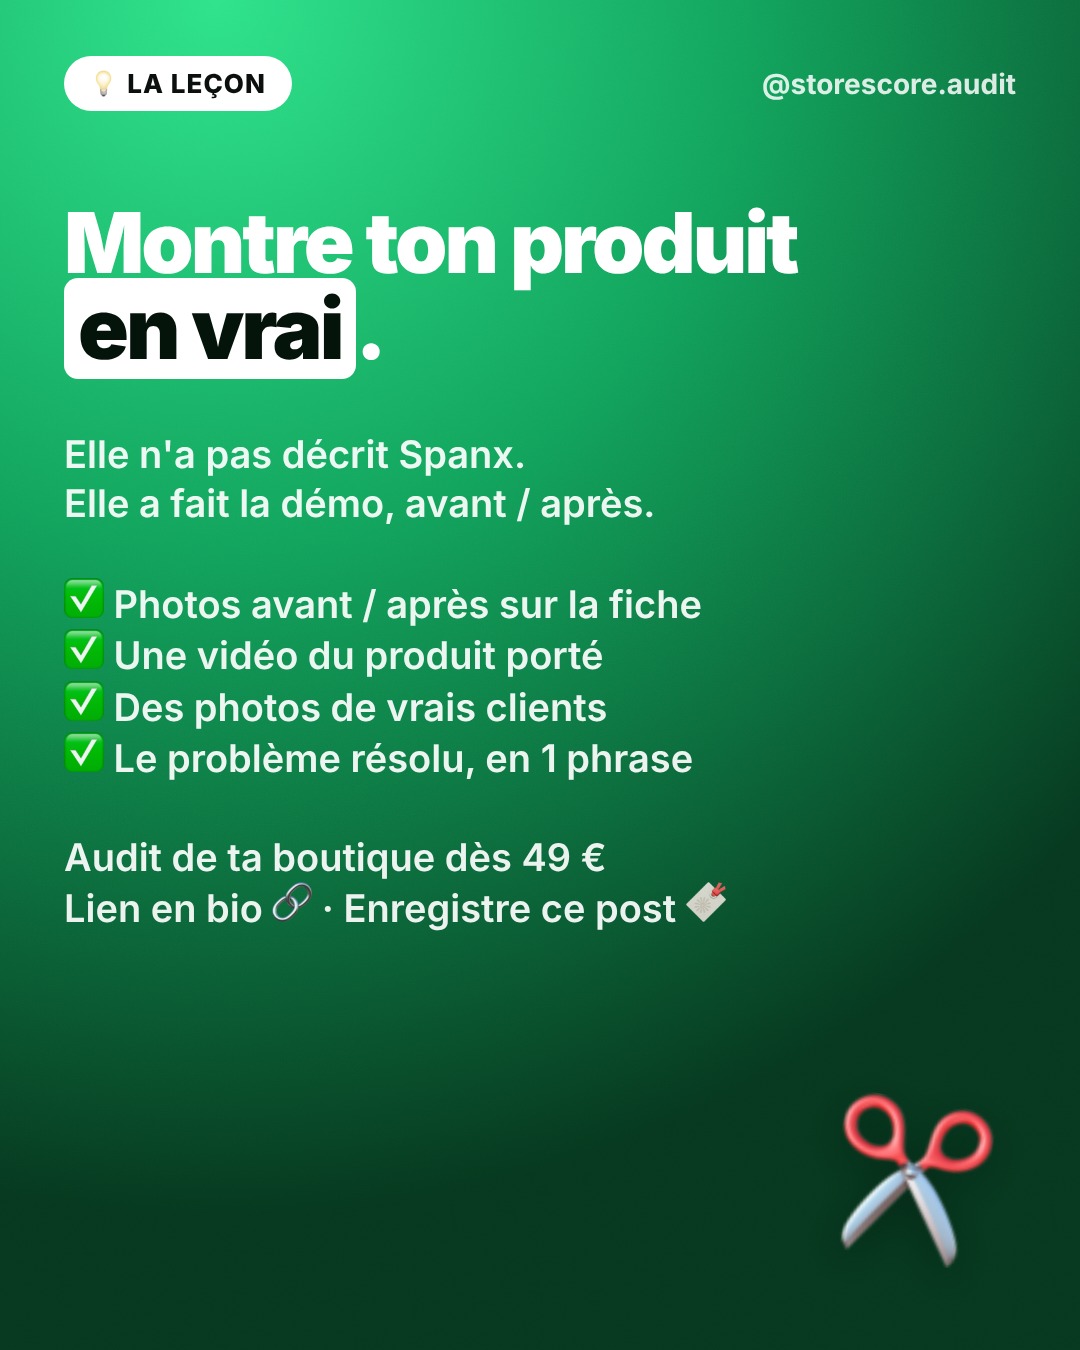 💡 LA LEÇON
@storescore.audit
Montre ton produit
en vrai.
Elle n'a pas décrit Spanx.
Elle a fait la démo, avant / après.
✅ Photos avant / après sur la fiche
✅ Une vidéo du produit porté
✅ Des photos de vrais clients
✅ Le problème résolu, en 1 phrase
Audit de ta boutique dès 49 €
Lien en bio 🔗 · Enregistre ce post 🔖